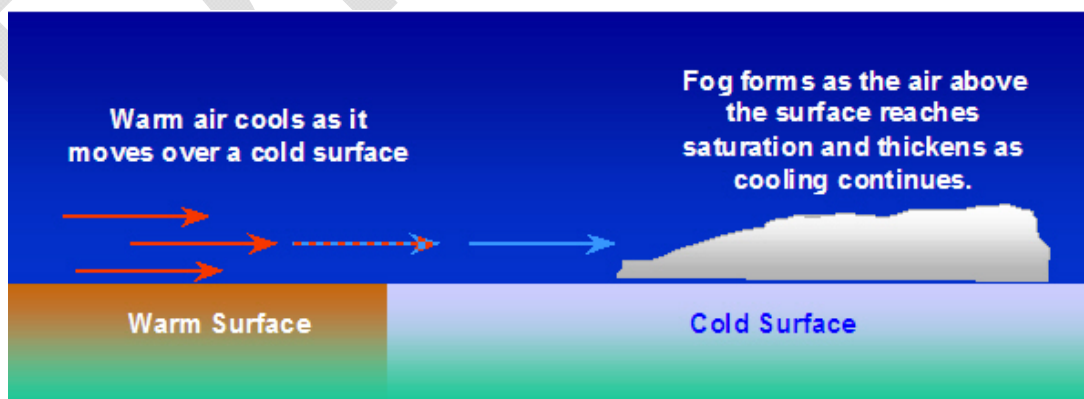 Warm air cools as it
moves over a cold surface
Fog forms as the air above
the surface reaches
saturation and thickens as
cooling continues.
Warm Surface
Cold Surface